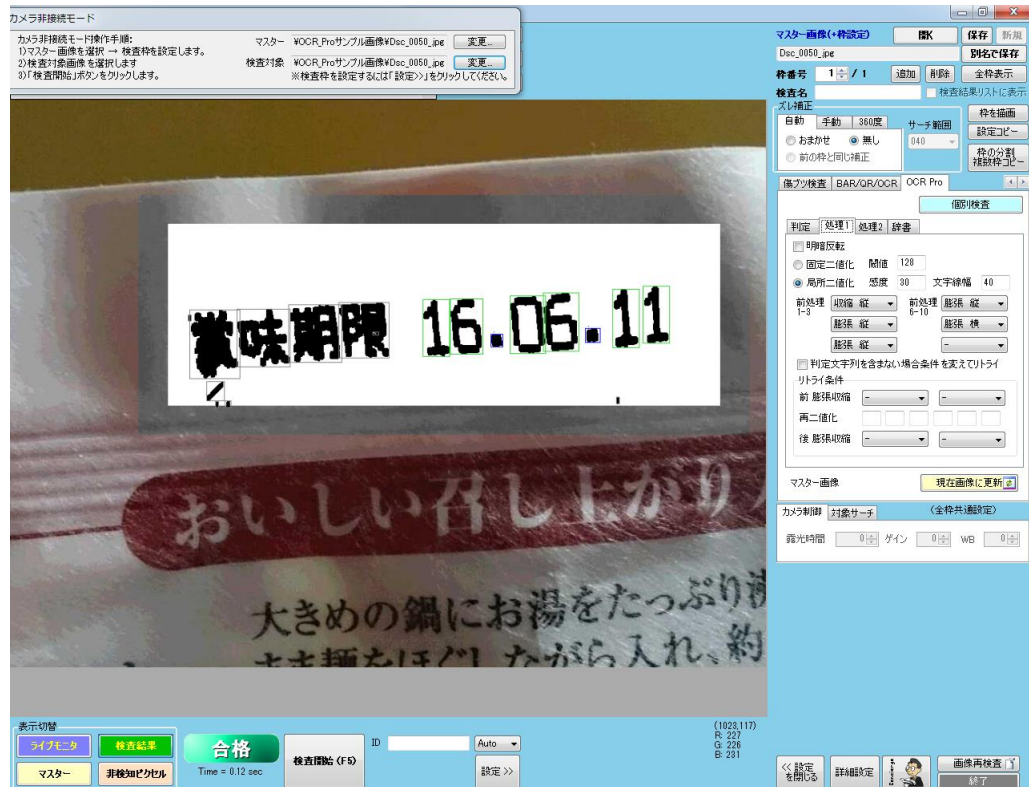 カメラ非接続モード
カメラ非接続モード操作手順:
1)マスター画像を選択 → 検査枠を設定します。
2)検査対象画像を選択します
3)「検査開始」ボタンをクリックします。
マスター ¥OCR_Proサンプル画像¥Dsc_0050_.jpg 変更...
検査対象 ¥OCR_Proサンプル画像¥Dsc_0050_.jpg 変更...
※検査枠を設定するには「設定>>」をクリックしてください。
賞味期限 16.06.11
おいしい召し上がり
大きめの鍋にお湯をたっぷり沸
まま麺をほぐしながら入れ、約
マスター画像(+枠設定) 開く 保存 新規
Dsc_0050_.jpg 別名で保存
枠番号 1 / 1 追加 削除 全枠表示
検査名 検査結果リストに表示
ズレ補正
自動 手動 360度 サーチ範囲 枠を描画
おまかせ 無し 040 設定コピー
前の枠と同じ補正 枠の分割
複数枠コピー
傷ブツ検査 BAR/QR/OCR OCR Pro
個別検査
判定 処理1 処理2 辞書
明暗反転
固定二値化 閾値 128
局所二値化 感度 30 文字線幅 40
前処理 1-3 収縮 縦 前処理 6-10 膨張 縦
膨張 縦 膨張 横
膨張 縦 -
判定文字列を含まない場合条件を変えてリトライ
リトライ条件
前 膨張収縮 - -
再二値化
後 膨張収縮 - -
マスター画像 現在画像に更新
カメラ制御 対象サーチ (全枠共通設定)
露光時間 0 ゲイン 0 WB 0
表示切替
ライブモニタ 検査結果
マスター 非検知ピクセル
合格
Time = 0.12 sec
検査開始 (F5)
ID Auto
設定 >>
(1023,117)
R: 227
G: 226
B: 231
<< 設定を閉じる 詳細設定 画像再検査
終了